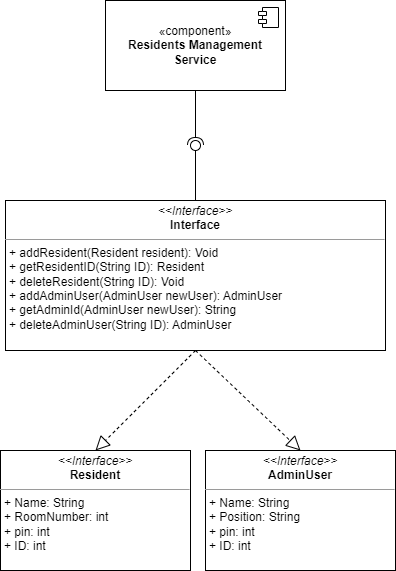 «component»
Residents Management
Service
<<Interface>>
Interface
+ addResident(Resident resident): Void
+ getResidentID(String ID): Resident
+ deleteResident(String ID): Void
+ addAdminUser(AdminUser newUser): AdminUser
+ getAdminId(AdminUser newUser): String
+ deleteAdminUser(String ID): AdminUser
<<Interface>>
Resident
+ Name: String
+ RoomNumber: int
+ pin: int
+ ID: int
<<Interface>>
AdminUser
+ Name: String
+ Position: String
+ pin: int
+ ID: int